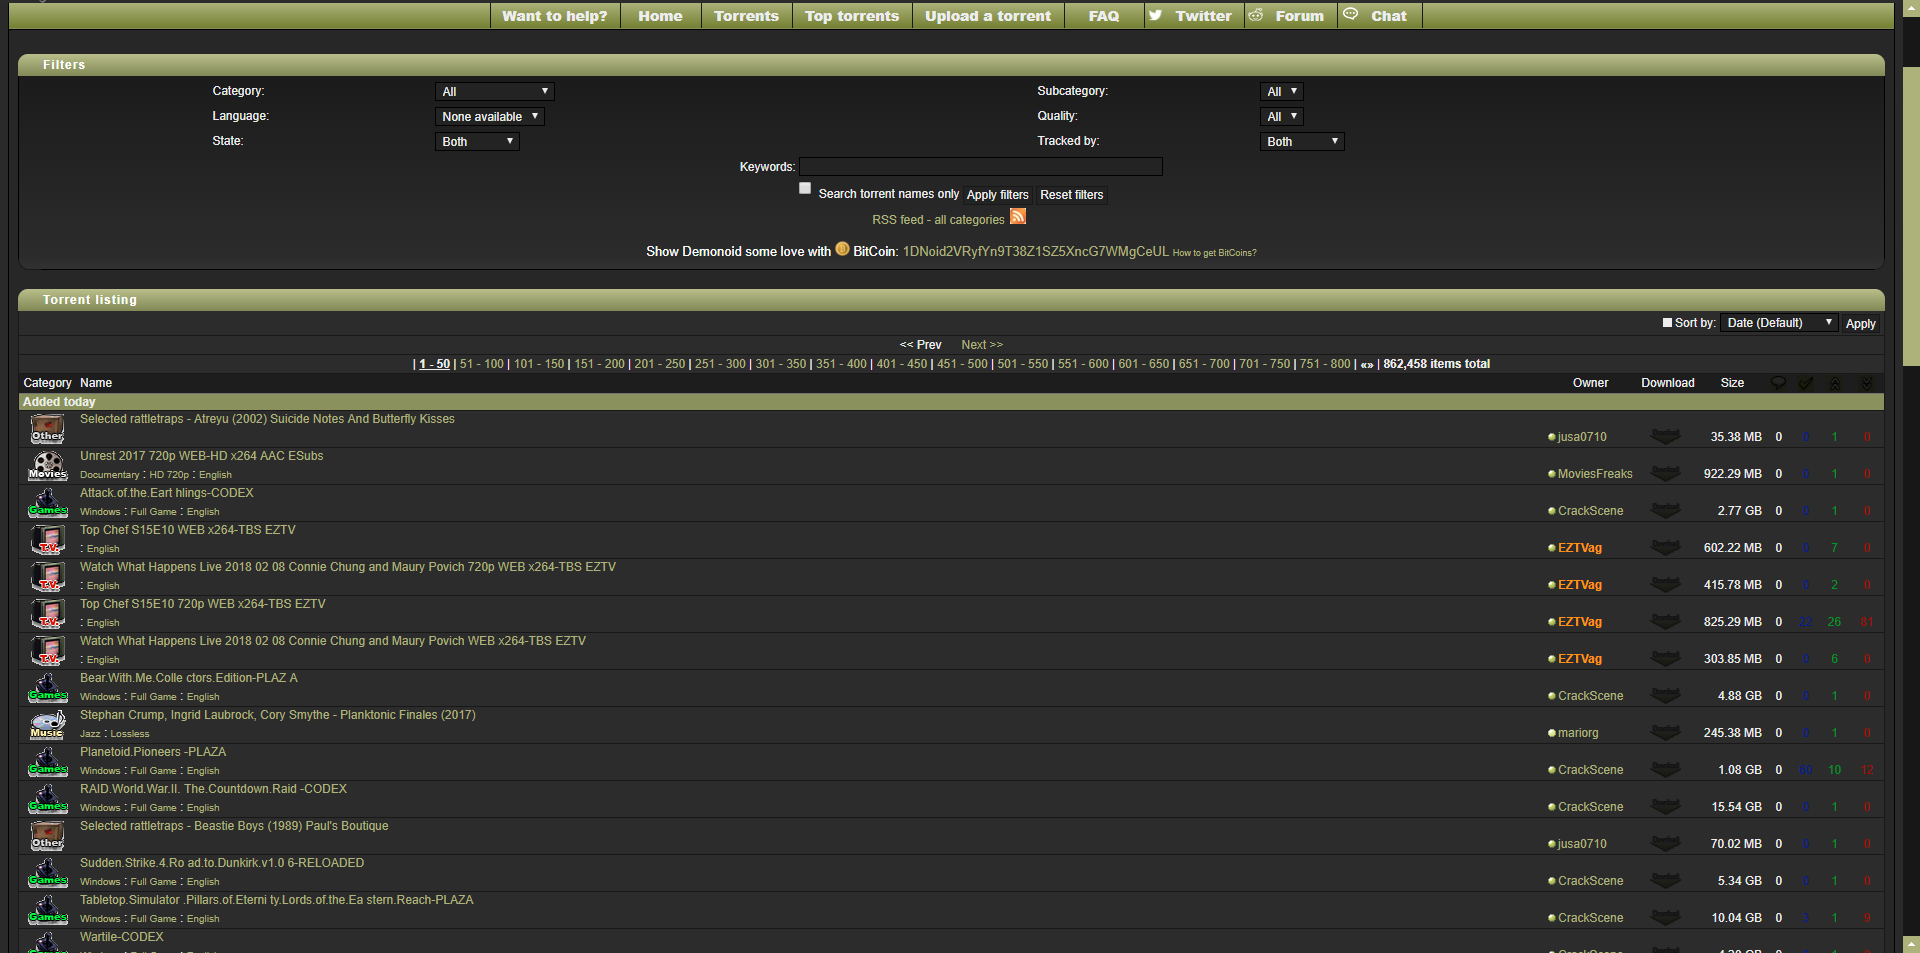 Want to help? Home Torrents Top torrents Upload a torrent FAQ Twitter Forum Chat
Filters
Category: All Subcategory: All
Language: None available Quality: All
State: Both Tracked by: Both
Keywords:
Search torrent names only Apply filters Reset filters
RSS feed - all categories
Show Demonoid some love with BitCoin: 1DNoid2VRyfYn9T38Z1SZ5XncG7WMgCeUL How to get BitCoins?
Torrent listing
Sort by: Date (Default) Apply
<< Prev Next >>
| 1 - 50 | 51 - 100 | 101 - 150 | 151 - 200 | 201 - 250 | 251 - 300 | 301 - 350 | 351 - 400 | 401 - 450 | 451 - 500 | 501 - 550 | 551 - 600 | 601 - 650 | 651 - 700 | 701 - 750 | 751 - 800 | «» | 862,458 items total
Category Name Owner Download Size
Added today
Selected rattletraps - Atreyu (2002) Suicide Notes And Butterfly Kisses
Other jusa0710 Download 35.38 MB 0 0 1 0
Unrest 2017 720p WEB-HD x264 AAC ESubs
Movies Documentary : HD 720p : English MoviesFreaks Download 922.29 MB 0 0 1 0
Attack.of.the.Eart hlings-CODEX
Games Windows : Full Game : English CrackScene Download 2.77 GB 0 0 1 0
Top Chef S15E10 WEB x264-TBS EZTV
T.V. : English EZTVag Download 602.22 MB 0 0 7 0
Watch What Happens Live 2018 02 08 Connie Chung and Maury Povich 720p WEB x264-TBS EZTV
T.V. : English EZTVag Download 415.78 MB 0 0 2 0
Top Chef S15E10 720p WEB x264-TBS EZTV
T.V. : English EZTVag Download 825.29 MB 0 22 26 81
Watch What Happens Live 2018 02 08 Connie Chung and Maury Povich WEB x264-TBS EZTV
T.V. : English EZTVag Download 303.85 MB 0 0 6 0
Bear.With.Me.Colle ctors.Edition-PLAZ A
Games Windows : Full Game : English CrackScene Download 4.88 GB 0 0 1 0
Stephan Crump, Ingrid Laubrock, Cory Smythe - Planktonic Finales (2017)
Music Jazz : Lossless mariorg Download 245.38 MB 0 0 1 0
Planetoid.Pioneers -PLAZA
Games Windows : Full Game : English CrackScene Download 1.08 GB 0 10 12
RAID.World.War.II. The.Countdown.Raid -CODEX
Games Windows : Full Game : English CrackScene Download 15.54 GB 0 0 1 0
Selected rattletraps - Beastie Boys (1989) Paul's Boutique
Other jusa0710 Download 70.02 MB 0 0 1 0
Sudden.Strike.4.Ro ad.to.Dunkirk.v1.0 6-RELOADED
Games Windows : Full Game : English CrackScene Download 5.34 GB 0 0 1 0
Tabletop.Simulator .Pillars.of.Eterni ty.Lords.of.the.Ea stern.Reach-PLAZA
Games Windows : Full Game : English CrackScene Download 10.04 GB 0 1 9
Wartile-CODEX